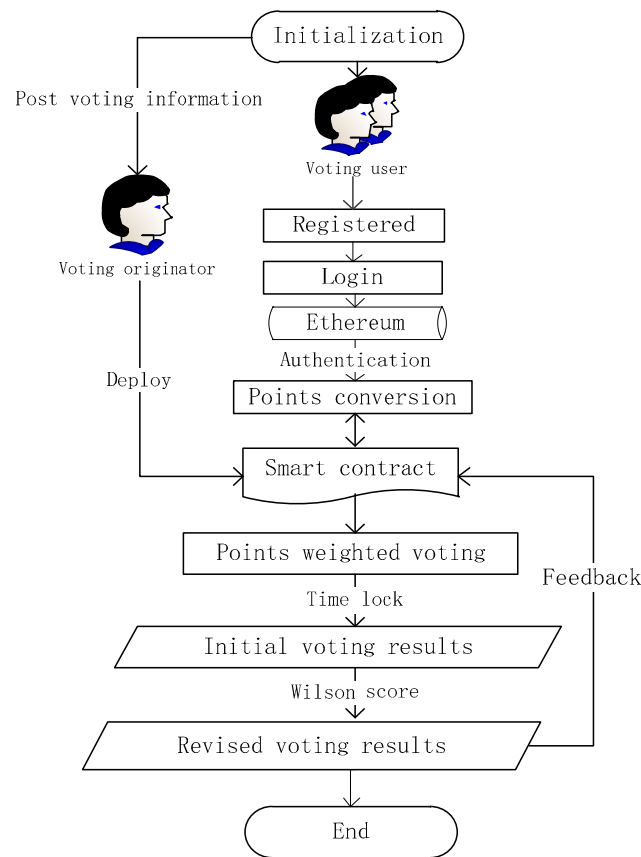 Initialization
Post voting information
Voting user
Registered
Voting originator
Login
Ethereum
Authentication
Deploy
Points conversion
Smart contract
Points weighted voting
Feedback
Time lock
Initial voting results
Wilson score
Revised voting results
End